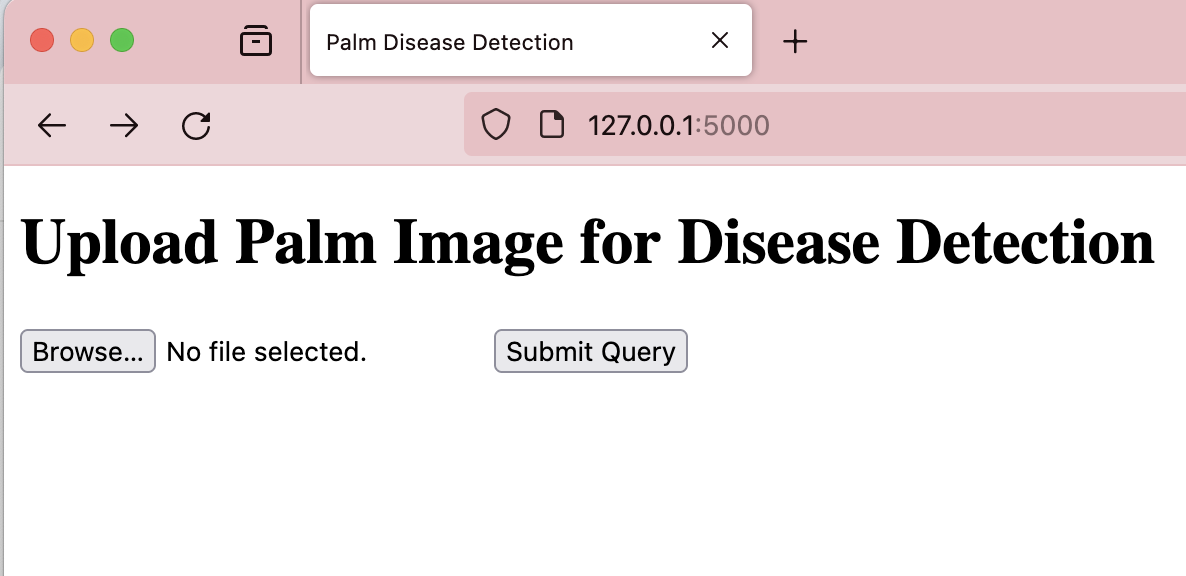 Palm Disease Detection
127.0.0.1:5000
Upload Palm Image for Disease Detection
Browse... No file selected. Submit Query